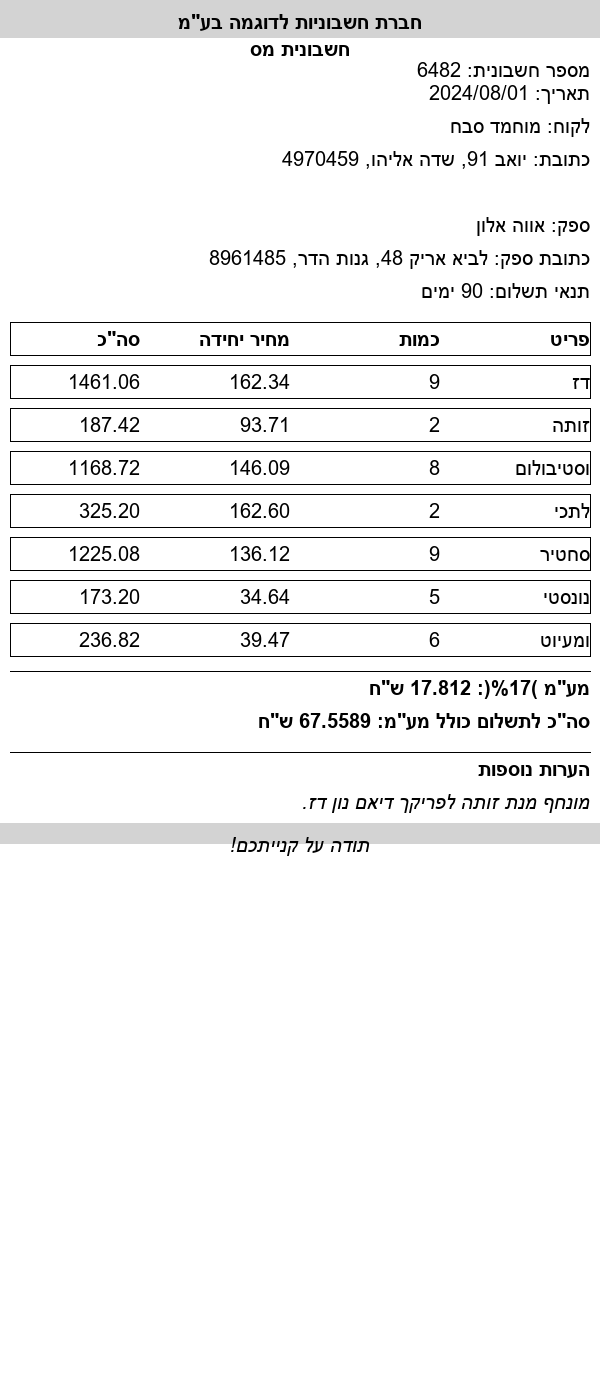 חברת חשבוניות לדוגמה בע"מ
חשבונית מס
מספר חשבונית: 6482
תאריך: 2024/08/01
לקוח: מוחמד סבח
כתובת: יואב 91, שדה אליהו, 4970459
ספק: אווה אלון
כתובת ספק: לביא אריק 48, גנות הדר, 8961485
תנאי תשלום: 90 ימים
פריט כמות מחיר יחידה סה"כ
דז 9 162.34 1461.06
זותה 2 93.71 187.42
וסטיבולום 8 146.09 1168.72
לתכי 2 162.60 325.20
סחטיר 9 136.12 1225.08
נונסטי 5 34.64 173.20
ומעיוט 6 39.47 236.82
מע"מ )17%(: 17.812 ש"ח
סה"כ לתשלום כולל מע"מ: 67.5589 ש"ח
הערות נוספות
מונחף מנת זותה לפריקך דיאם נון דז.
תודה על קנייתכם!